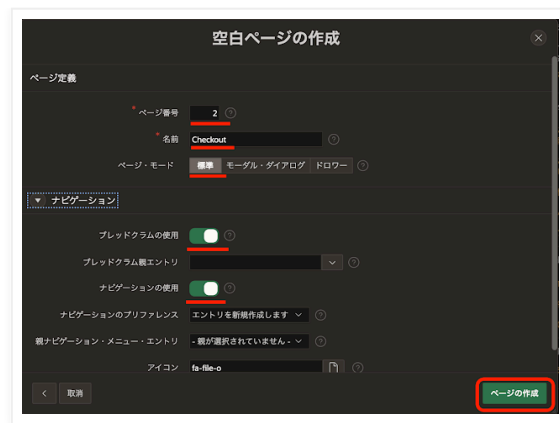 空白ページの作成
ページ定義
* ページ番号 2
* 名前 Checkout
ページ・モード 標準 モーダル・ダイアログ ドロワー
ナビゲーション
ブレッドクラムの使用
ブレッドクラム親エントリ
ナビゲーションの使用
ナビゲーションのプリファレンス エントリを新規作成します
親ナビゲーション・メニュー・エントリ - 親が選択されていません -
アイコン fa-file-o
取消 ページの作成